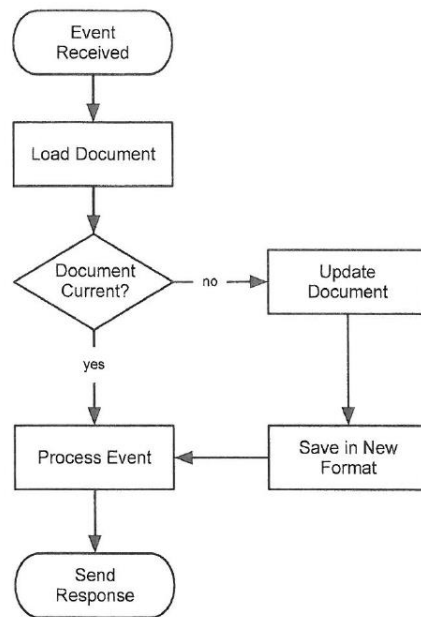 Event
Received
Load Document
Document
Current?
no
Update
Document
yes
Process Event
Save in New
Format
Send
Response